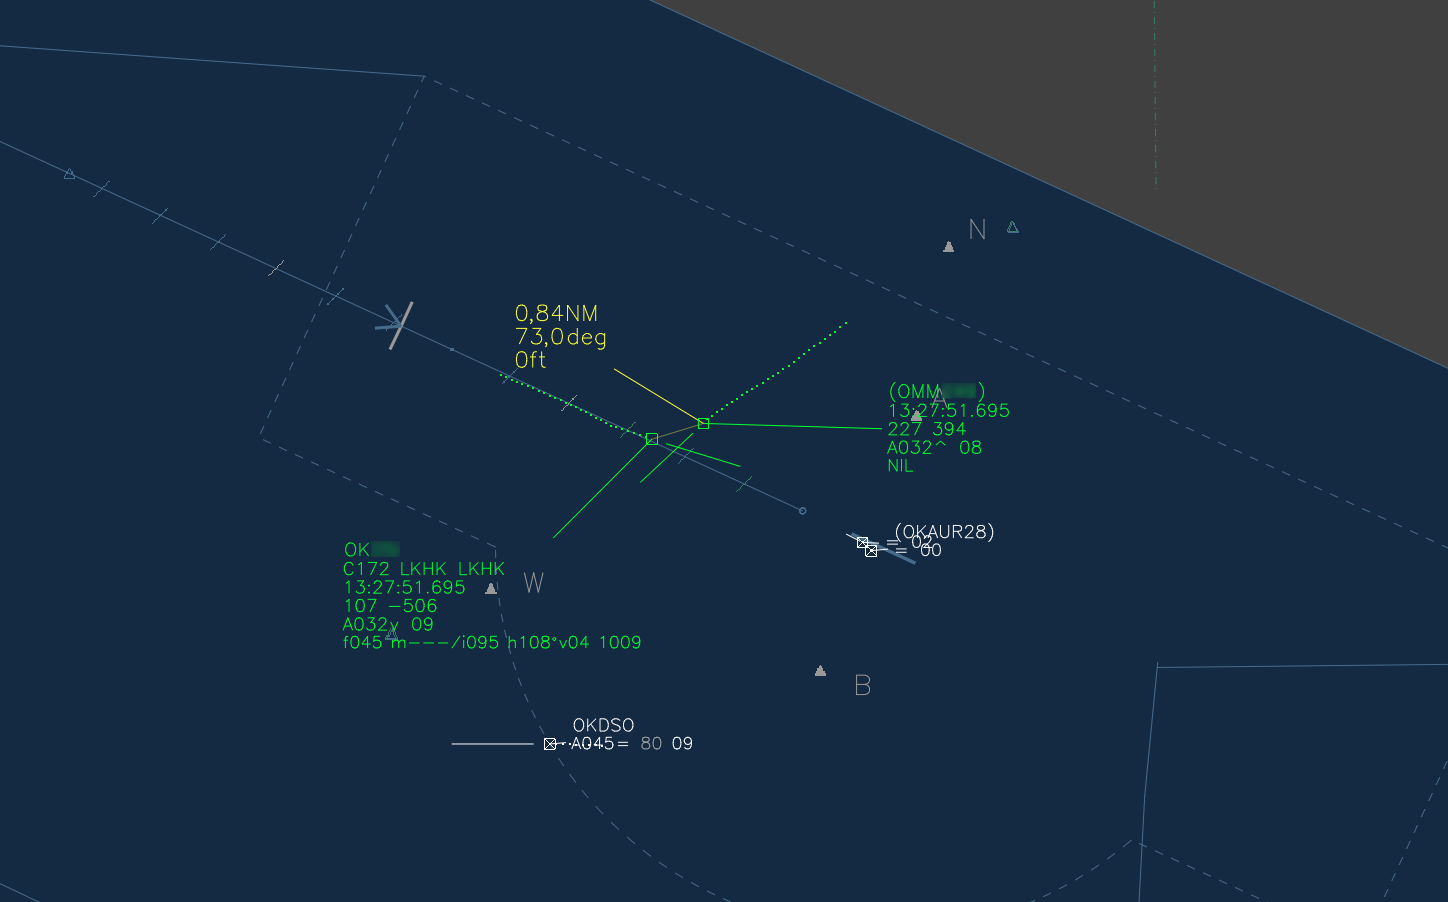 N
0,84NM
73,0deg
0ft
(OMM )
A
13:27:51.695
227 394
A032^ 08
NIL
(OKAUR28)
= 02
= 00
OK
C172 LKHK LKHK
13:27:51.695
107 -506
A032v 09
f045 m---/i095 h108°v04 1009
W
B
OKDSO
A045= 80 09